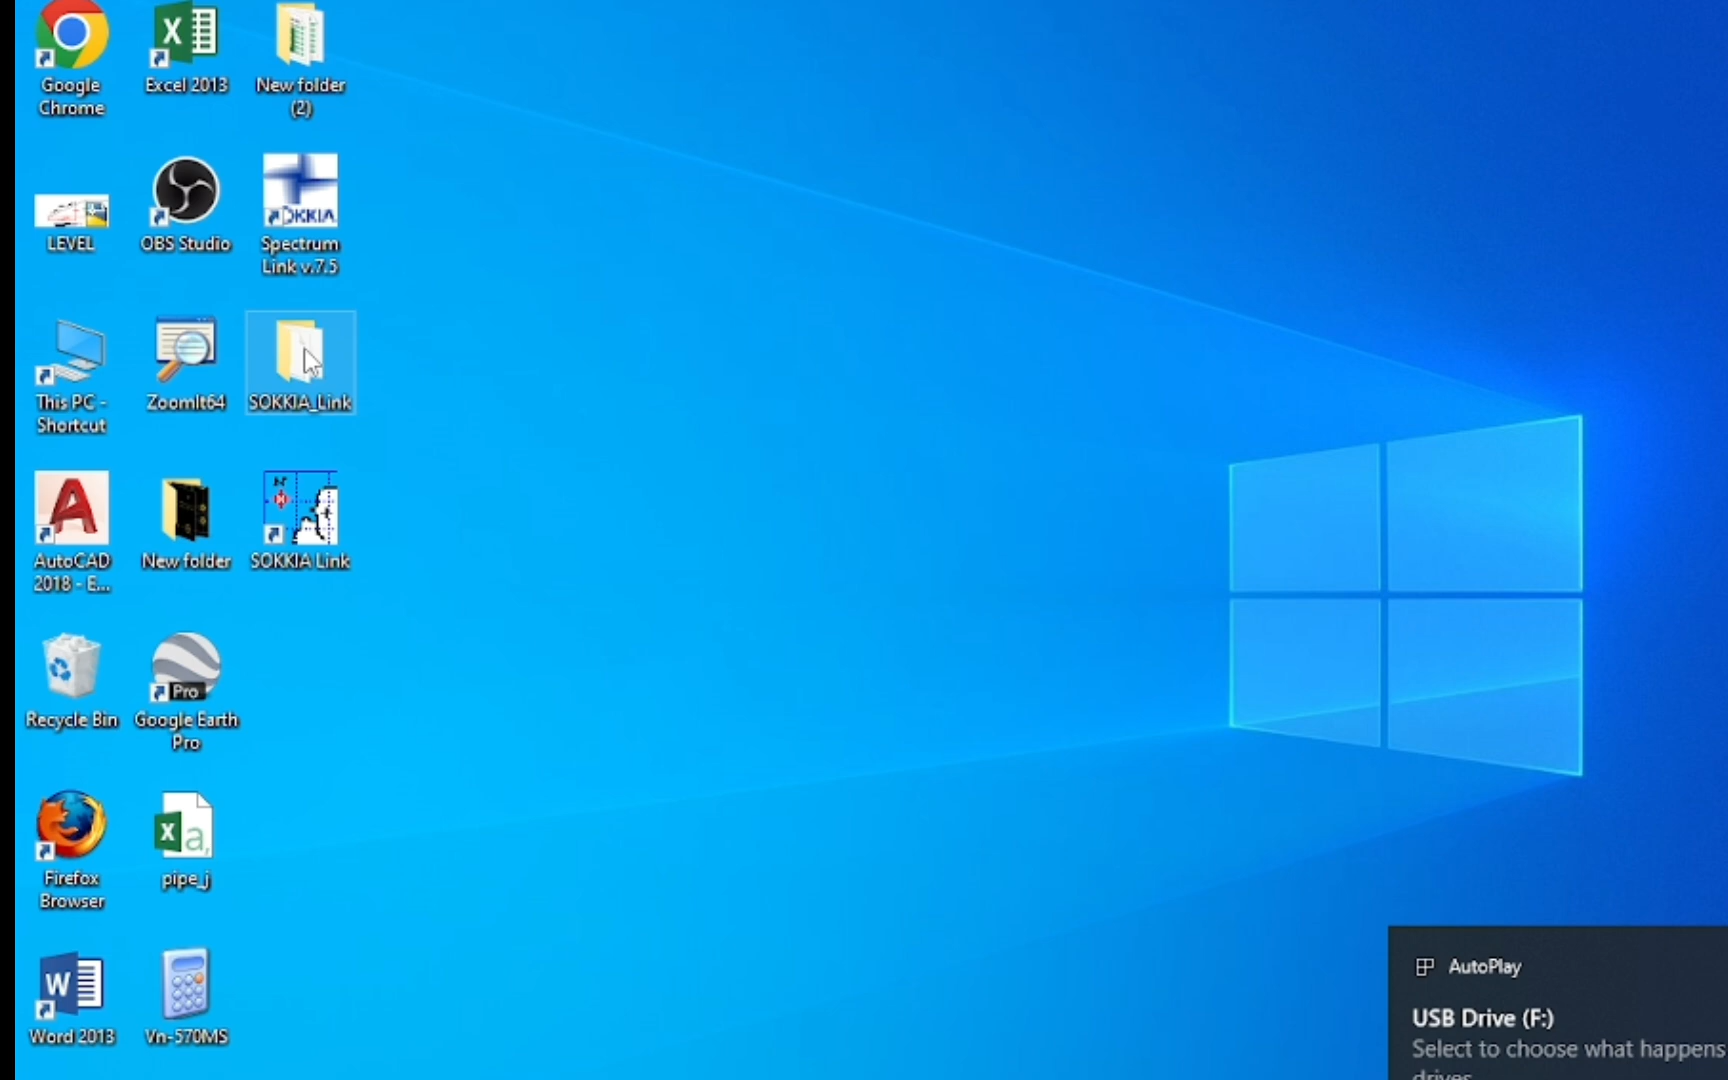 Google
Chrome
Excel 2013
New folder
(2)
LEVEL
OBS Studio
OKKIA
Spectrum
Link v.7.5
This PC -
Shortcut
ZoomIt64
SOKKIA_Link
AutoCAD
2018 - E...
New folder
N
SOKKIA Link
Recycle Bin
Pro
Google Earth
Pro
Firefox
Browser
X a,
pipe_j
W
Word 2013
Vn-570MS
AutoPlay
USB Drive (F:)
Select to choose what happens
drives